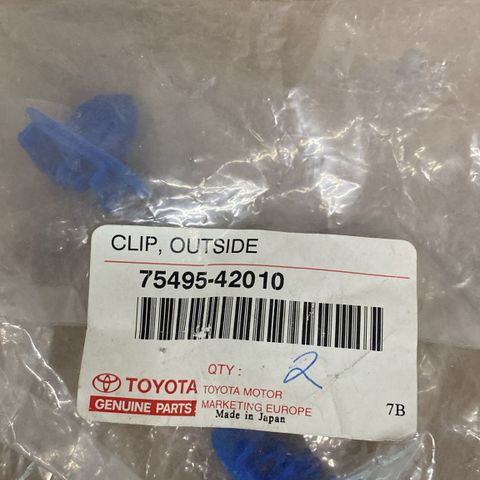 CLIP, OUTSIDE
75495-42010
QTY : 2
TOYOTA TOYOTA MOTOR
GENUINE PARTS MARKETING EUROPE
Made in Japan
7B